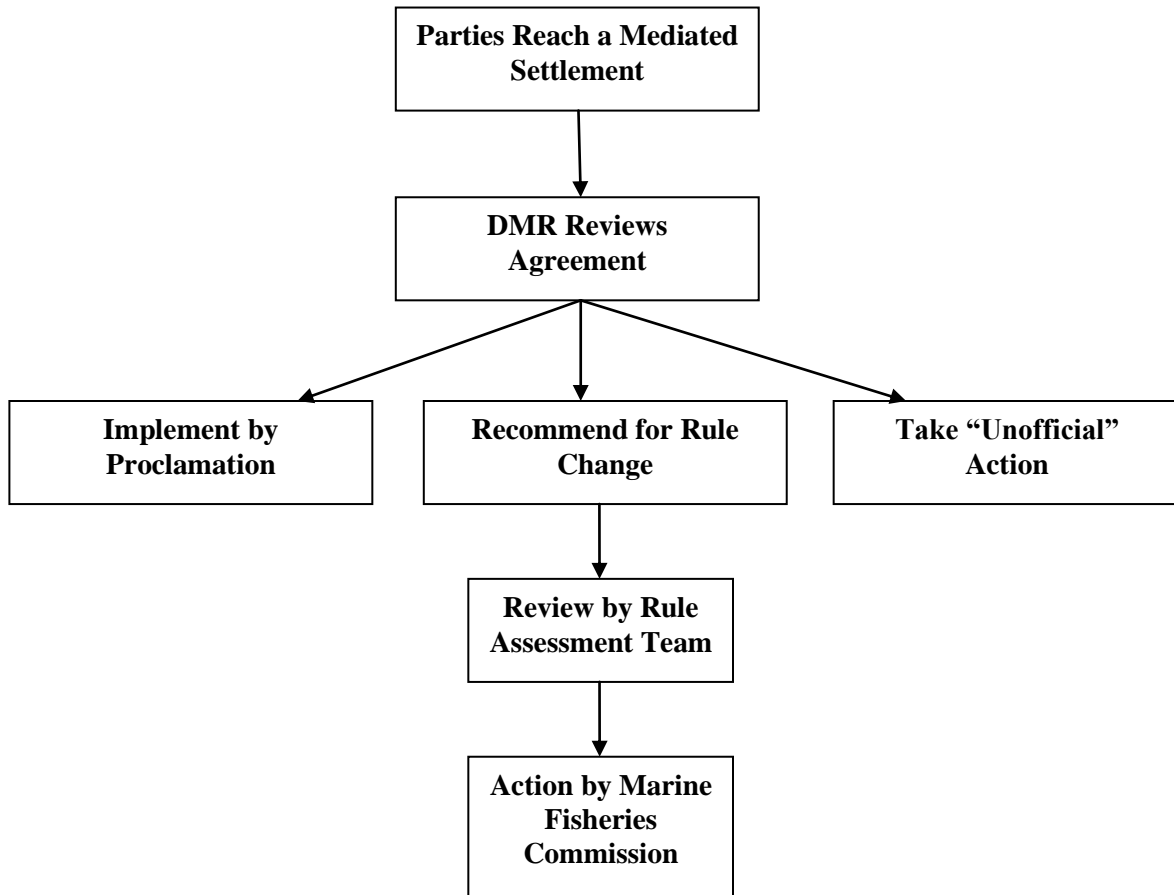 Parties Reach a Mediated
Settlement
DMR Reviews
Agreement
Implement by
Proclamation
Recommend for Rule
Change
Take “Unofficial”
Action
Review by Rule
Assessment Team
Action by Marine
Fisheries
Commission